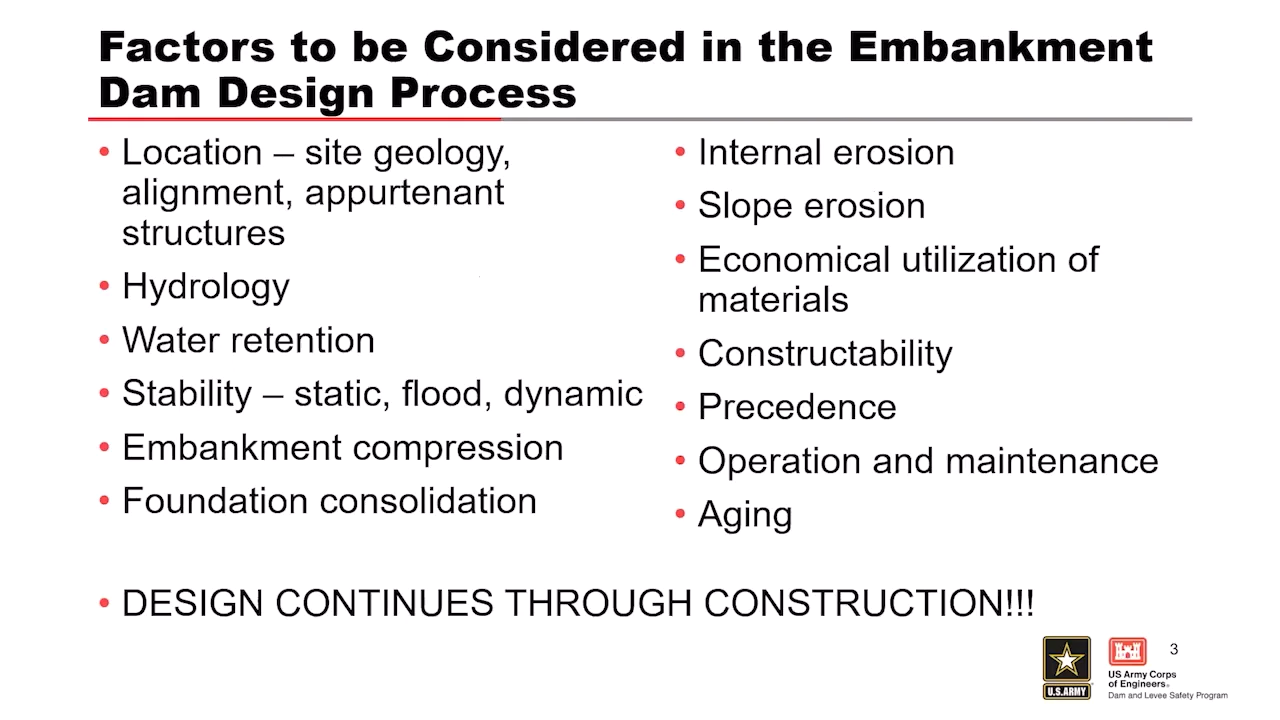 Factors to be Considered in the Embankment
Dam Design Process
• Location – site geology,
alignment, appurtenant
structures
• Hydrology
• Water retention
• Stability – static, flood, dynamic
• Embankment compression
• Foundation consolidation
• Internal erosion
• Slope erosion
• Economical utilization of
materials
• Constructability
• Precedence
• Operation and maintenance
• Aging
• DESIGN CONTINUES THROUGH CONSTRUCTION!!!
U.S.ARMY
US Army Corps
of Engineers®
Dam and Levee Safety Program
3